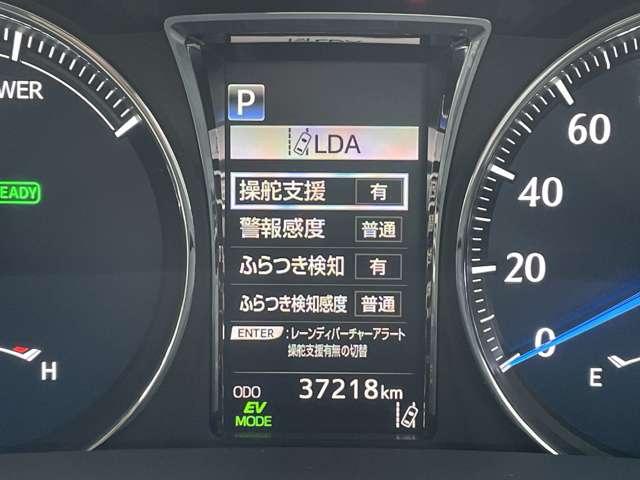 P
LDA
操舵支援 有
警報感度 普通
ふらつき検知 有
ふらつき検知感度 普通
ENTER :レーンディパーチャーアラート
操舵支援有無の切替
ODO 37218km
EV
MODE
H
60
40
20
0
E